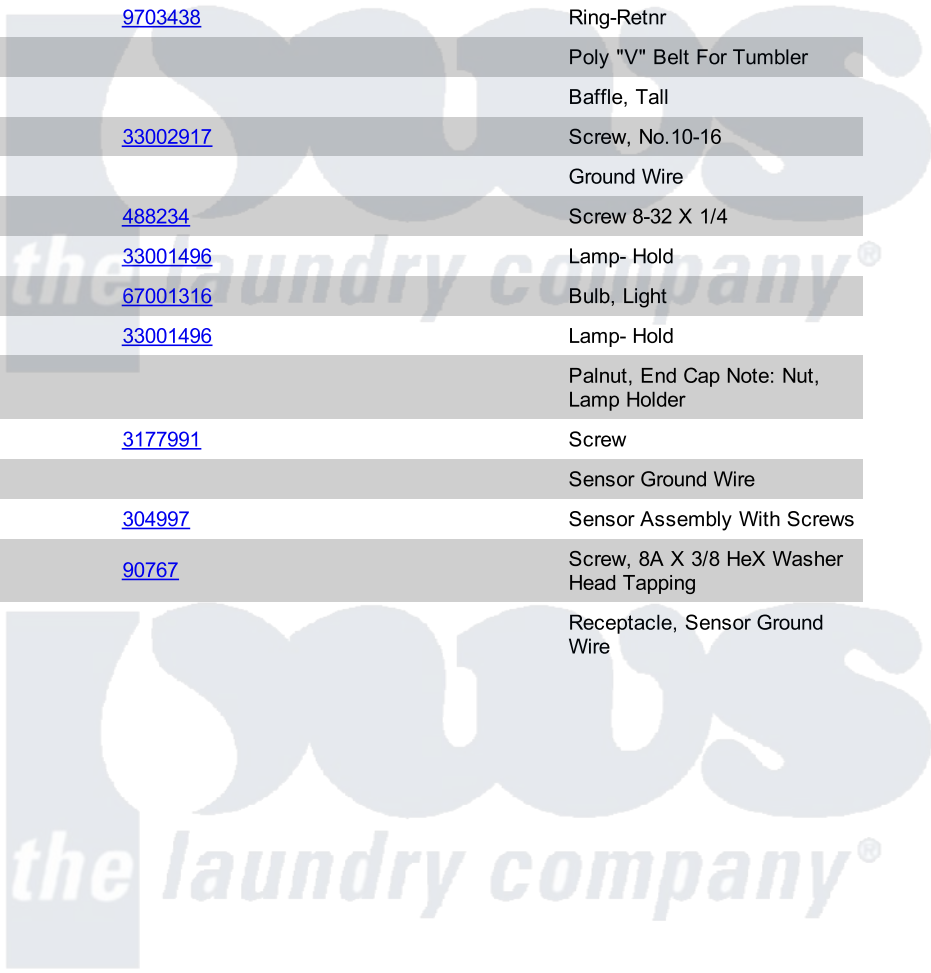 9703438 Ring-Retnr
Poly "V" Belt For Tumbler
Baffle, Tall
33002917 Screw, No.10-16
Ground Wire
488234 Screw 8-32 X 1/4
33001496 Lamp- Hold
67001316 Bulb, Light
33001496 Lamp- Hold
Palnut, End Cap Note: Nut,
Lamp Holder
3177991 Screw
Sensor Ground Wire
304997 Sensor Assembly With Screws
90767 Screw, 8A X 3/8 HeX Washer
Head Tapping
Receptacle, Sensor Ground
Wire
pws
the laundry company®
pws
the laundry company®